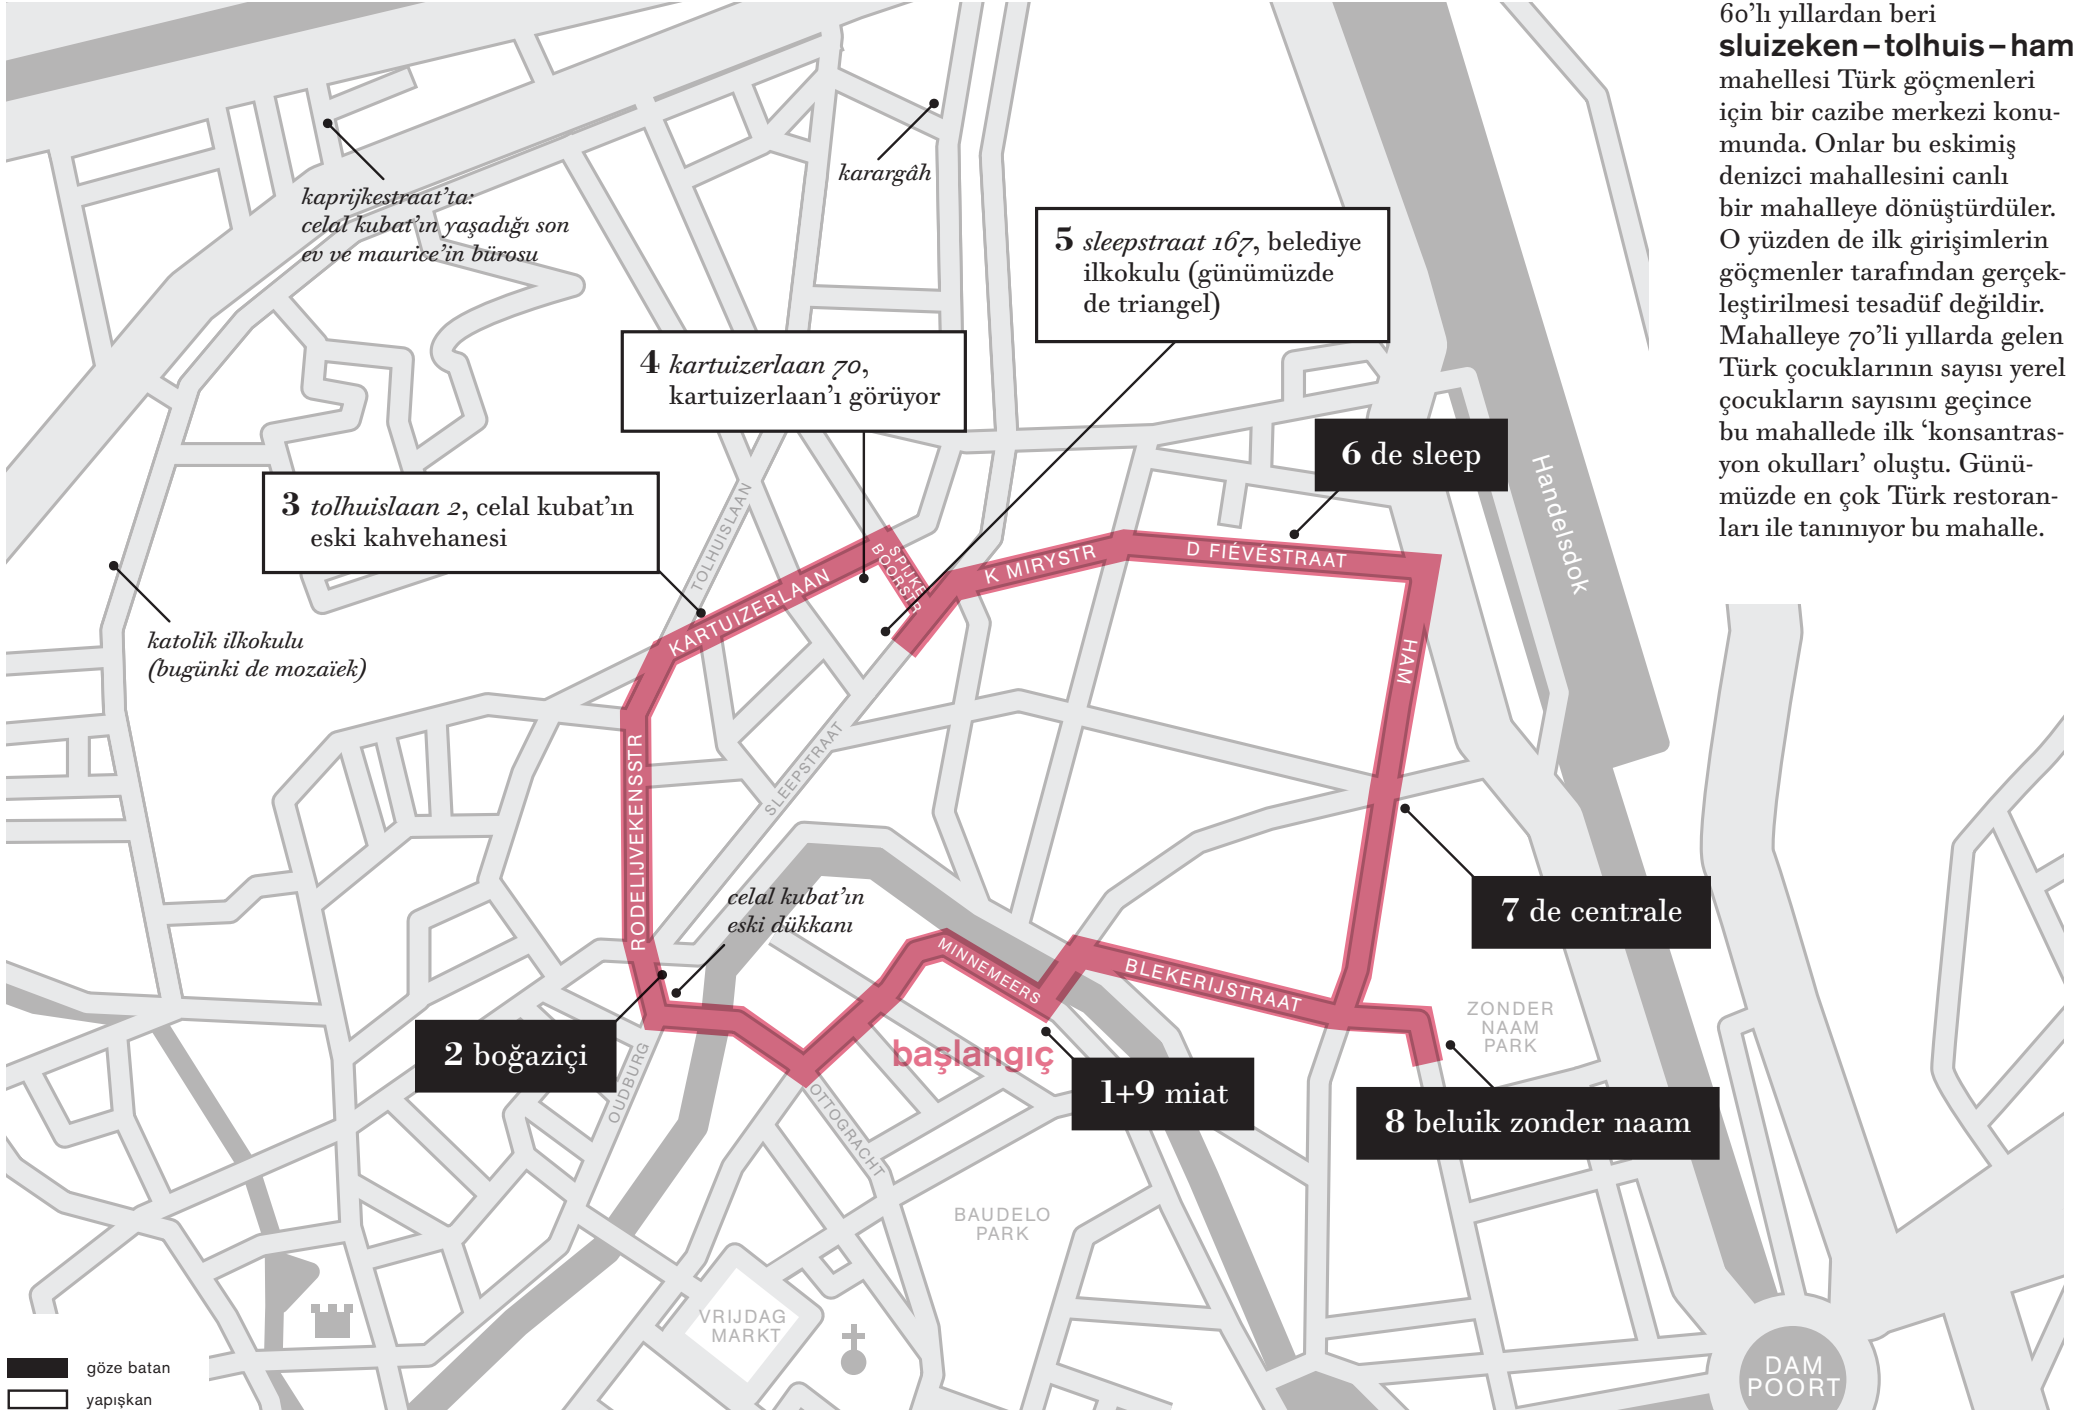 60’lı yıllardan beri
sluizeken – tolhuis – ham
mahellesi Türk göçmenleri
için bir cazibe merkezi konu-
munda. Onlar bu eskimiş
denizci mahallesini canlı
bir mahalleye dönüştürdüler.
O yüzden de ilk girişimlerin
göçmenler tarafından gerçek-
leştirilmesi tesadüf değildir.
Mahalleye 70’li yıllarda gelen
Türk çocuklarının sayısı yerel
çocukların sayısını geçince
bu mahallede ilk ‘konsantras-
yon okulları’ oluştu. Günü-
müzde en çok Türk restoran-
ları ile tanınıyor bu mahalle.
karargâh
kaprijkestraat’ta:
celal kubat’ın yaşadığı son
ev ve maurice’in bürosu
5 sleepstraat 167, belediye
ilkokulu (günümüzde
de triangel)
4 kartuizerlaan 70,
kartuizerlaan’ı görüyor
6 de sleep
3 tolhuislaan 2, celal kubat’ın
eski kahvehanesi
Handelsdok
TOLHUISLAAN
KARTUIZERLAAN
SPIJKE
BOORSTR
K MIRYSTR
D FIÉVÉSTRAAT
HAM
katolik ilkokulu
(bugünki de mozaïek)
SLEEPSTRAAT
RODELIJVEKENSSTR
celal kubat’ın
eski dükkanı
7 de centrale
MINNEMEERS
BLEKERIJSTRAAT
ZONDER
NAAM
PARK
2 boğaziçi
başlangıç
OUDBURG
OTTOGRACHT
1+9 miat
8 beluik zonder naam
BAUDELO
PARK
VRIJDAG
MARKT
DAM
POORT
göze batan
yapışkan